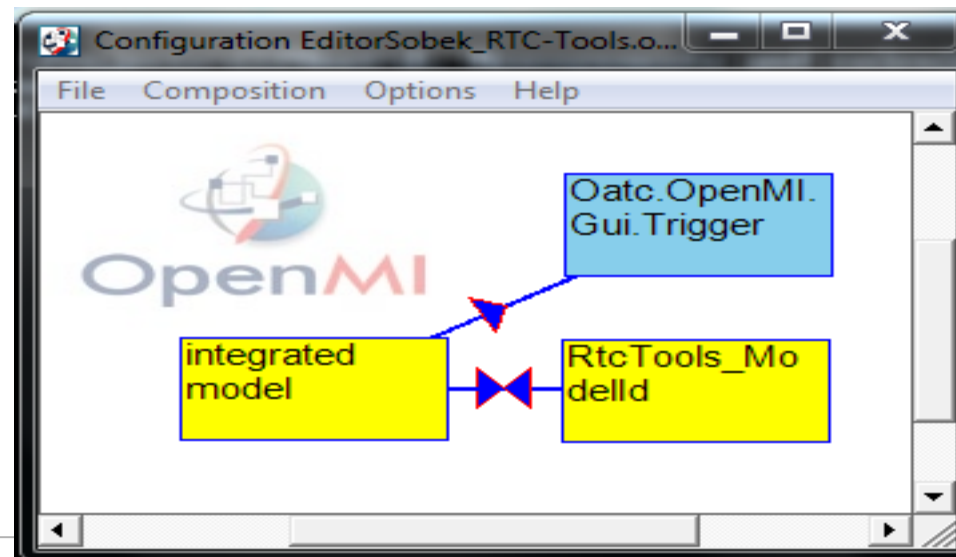 Configuration EditorSobek_RTC-Tools.o...
File Composition Options Help
OpenMI
Oatc.OpenMI.
Gui.Trigger
integrated
model
RtcTools_Mo
delId